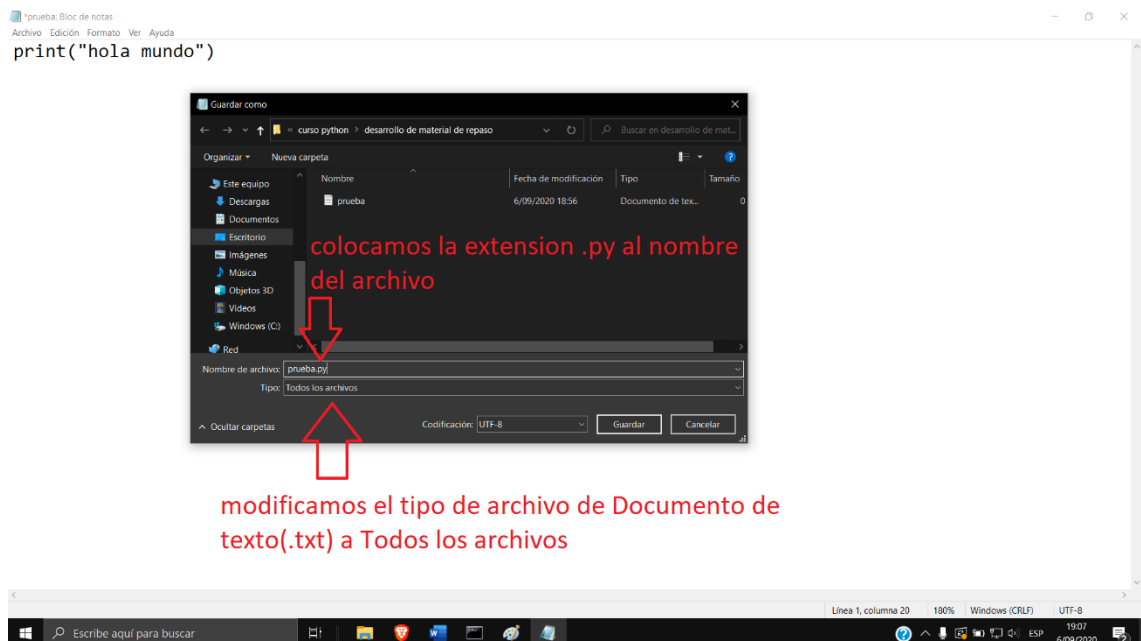 *prueba: Bloc de notas
Archivo Edición Formato Ver Ayuda
print("hola mundo")
Guardar como
« curso python > desarrollo de material de repaso
Buscar en desarrollo de mat...
Organizar
Nueva carpeta
Nombre Fecha de modificación Tipo Tamaño
prueba 6/09/2020 18:56 Documento de tex... 0
Este equipo
Descargas
Documentos
Escritorio
Imágenes
Música
Objetos 3D
Videos
Windows (C:)
Red
colocamos la extension .py al nombre
del archivo
Nombre de archivo: prueba.py
Tipo: Todos los archivos
Ocultar carpetas
Codificación: UTF-8
Guardar
Cancelar
modificamos el tipo de archivo de Documento de
texto(.txt) a Todos los archivos
Línea 1, columna 20 180% Windows (CRLF) UTF-8
Escribe aquí para buscar
ESP
19:07
6/09/2020